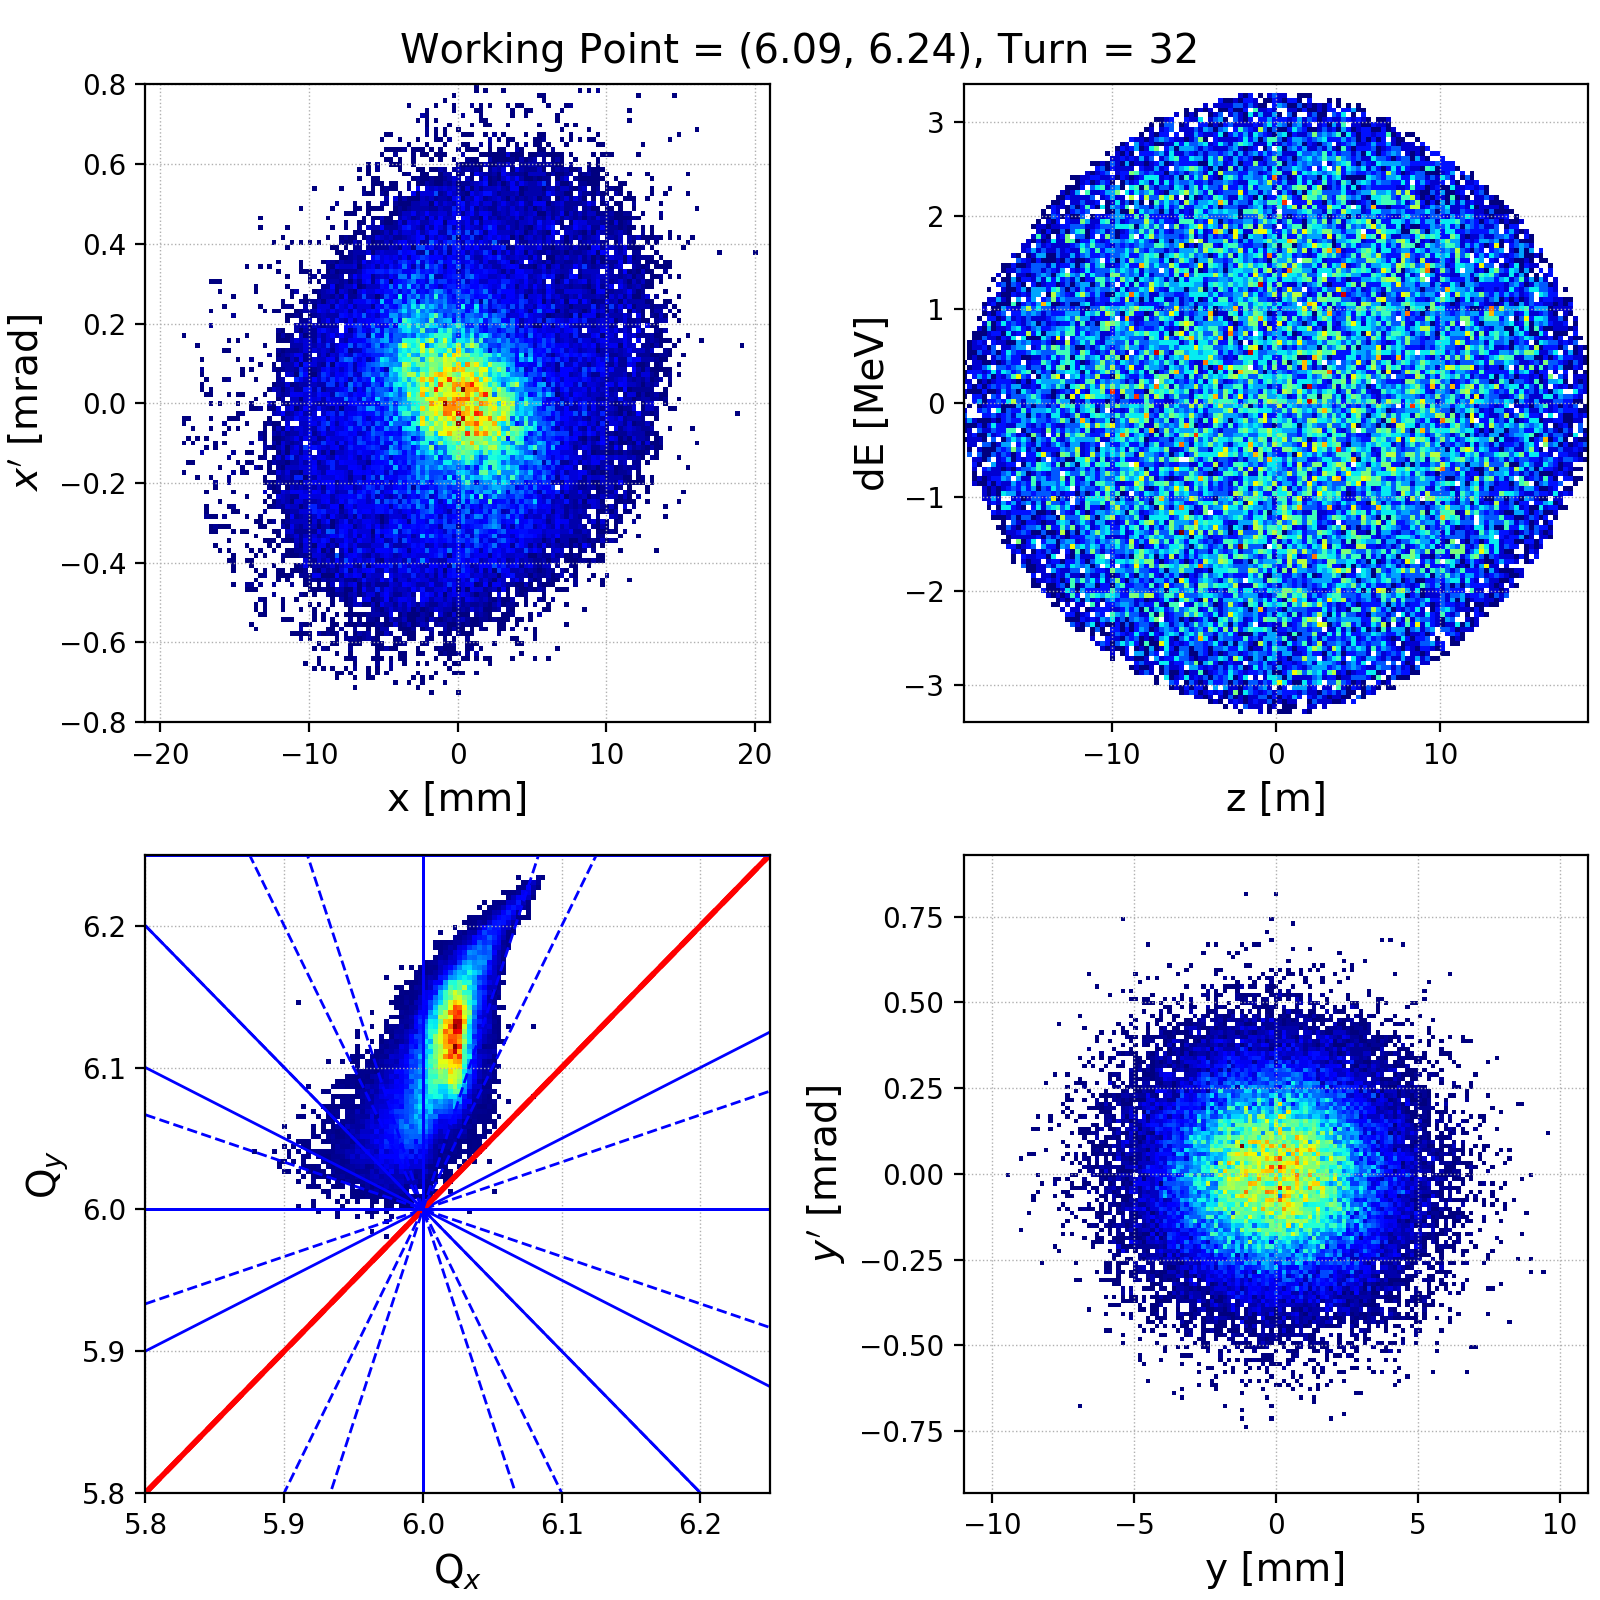 Working Point = (6.09, 6.24), Turn = 32
0.8
0.6
0.4
0.2
0.0
−0.2
−0.4
−0.6
−0.8
x′ [mrad]
−20 −10 0 10 20
x [mm]
3
2
1
0
−1
−2
−3
dE [MeV]
−10 0 10
z [m]
6.2
6.1
6.0
5.9
5.8
Qy
5.8 5.9 6.0 6.1 6.2
Qx
0.75
0.50
0.25
0.00
−0.25
−0.50
−0.75
y′ [mrad]
−10 −5 0 5 10
y [mm]